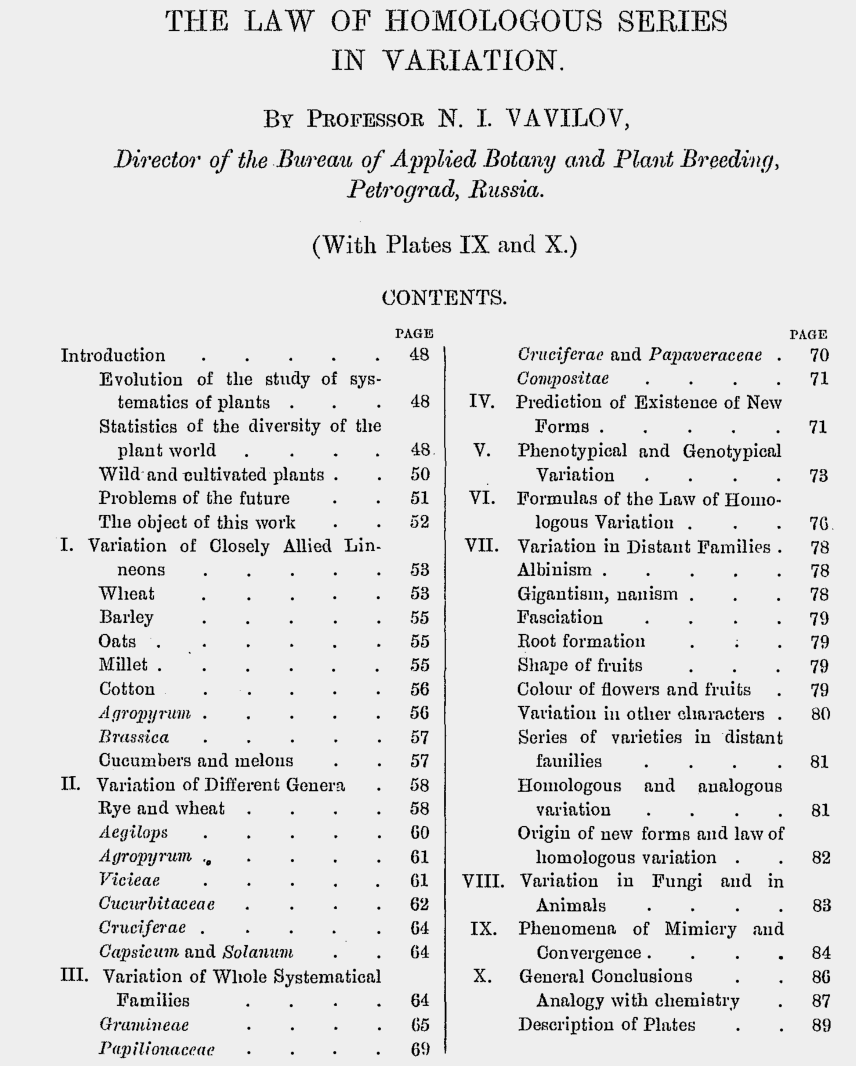 THE LAW OF HOMOLOGOUS SERIES
IN VARIATION.
By Professor N. I. VAVILOV,
Director of the Bureau of Applied Botany and Plant Breeding,
Petrograd, Russia.
(With Plates IX and X.)
CONTENTS.
PAGE
Introduction . . . . . 48
Evolution of the study of sys-
tematics of plants . . . 48
Statistics of the diversity of the
plant world . . . . 48
Wild and cultivated plants . . 50
Problems of the future . . 51
The object of this work . . 52
I. Variation of Closely Allied Lin-
neons . . . . . 53
Wheat . . . . . 53
Barley . . . . . 55
Oats . . . . . . 55
Millet . . . . . . 55
Cotton . . . . . 56
Agropyrum . . . . . 56
Brassica . . . . . 57
Cucumbers and melons . . 57
II. Variation of Different Genera . 58
Rye and wheat . . . . 58
Aegilops . . . . . 60
Agropyrum . . . . . 61
Vicieae . . . . . 61
Cucurbitaceae . . . . 62
Cruciferae . . . . . 64
Capsicum and Solanum . . 64
III. Variation of Whole Systematical
Families . . . . 64
Gramineae . . . . 65
Papilionaceae . . . . 69
PAGE
Cruciferae and Papaveraceae . 70
Compositae . . . . 71
IV. Prediction of Existence of New
Forms . . . . . 71
V. Phenotypical and Genotypical
Variation . . . . 73
VI. Formulas of the Law of Homo-
logous Variation . . . 76
VII. Variation in Distant Families . 78
Albinism . . . . . 78
Gigantism, nanism . . . 78
Fasciation . . . . 79
Root formation . . . 79
Shape of fruits . . . 79
Colour of flowers and fruits . 79
Variation in other characters . 80
Series of varieties in distant
families . . . . 81
Homologous and analogous
variation . . . . 81
Origin of new forms and law of
homologous variation . . 82
VIII. Variation in Fungi and in
Animals . . . . 83
IX. Phenomena of Mimicry and
Convergence . . . . 84
X. General Conclusions . . 86
Analogy with chemistry . 87
Description of Plates . . 89